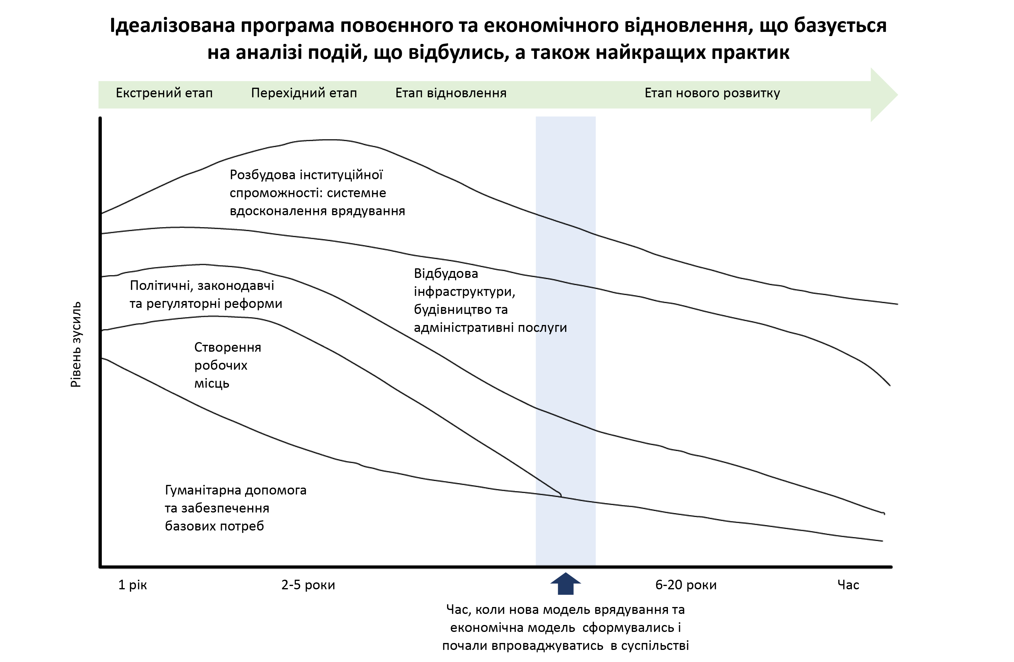 Ідеалізована програма повоєнного та економічного відновлення, що базується
на аналізі подій, що відбулись, а також найкращих практик
Екстрений етап
Перехідний етап
Етап відновлення
Етап нового розвитку
Розбудова інституційної
спроможності: системне
вдосконалення врядування
Відбудова
інфраструктури,
будівництво та
адміністративні послуги
Політичні, законодавчі
та регуляторні реформи
Створення
робочих
місць
Рівень зусиль
Гуманітарна допомога
та забезпечення
базових потреб
1 рік
2-5 роки
6-20 роки
Час
Час, коли нова модель врядування та
економічна модель сформувались і
почали впроваджуватись в суспільстві